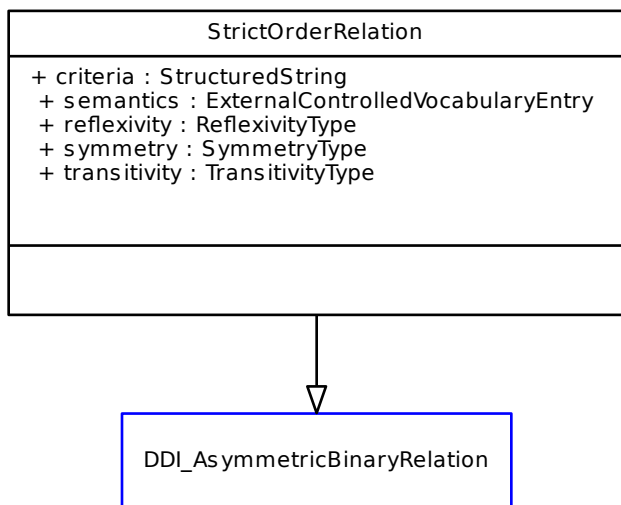 StrictOrderRelation
+ criteria : StructuredString
+ semantics : ExternalControlledVocabularyEntry
+ reflexivity : ReflexivityType
+ symmetry : SymmetryType
+ transitivity : TransitivityType
DDI_AsymmetricBinaryRelation